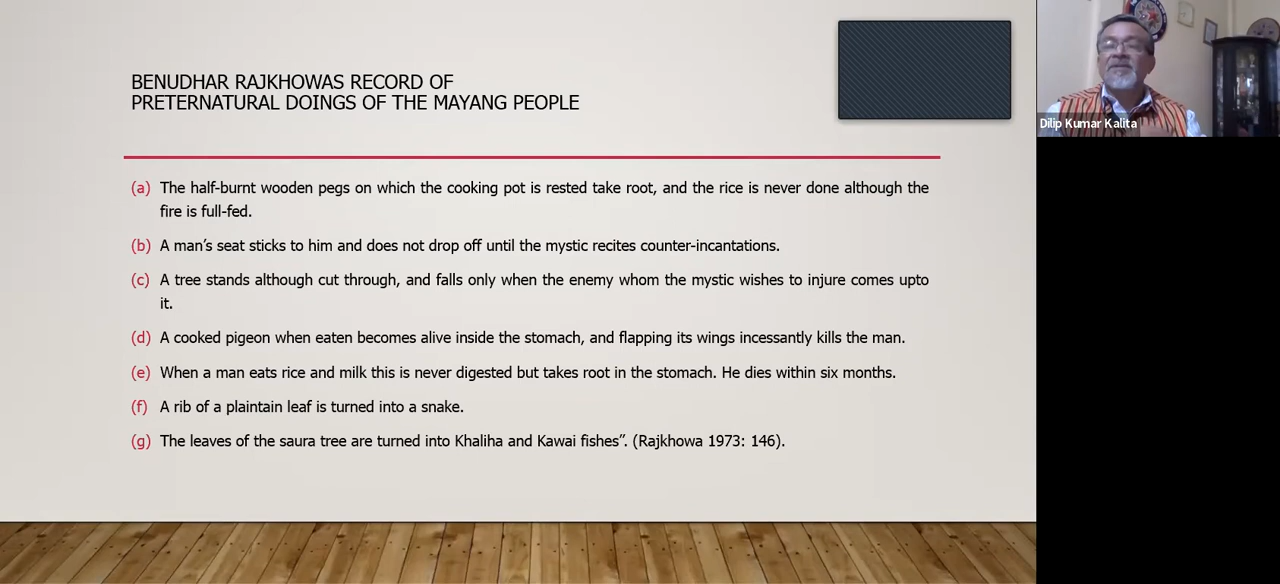 BENUDHAR RAJKHOWAS RECORD OF
PRETERNATURAL DOINGS OF THE MAYANG PEOPLE
Dilip Kumar Kalita
(a) The half-burnt wooden pegs on which the cooking pot is rested take root, and the rice is never done although the
fire is full-fed.
(b) A man’s seat sticks to him and does not drop off until the mystic recites counter-incantations.
(c) A tree stands although cut through, and falls only when the enemy whom the mystic wishes to injure comes upto
it.
(d) A cooked pigeon when eaten becomes alive inside the stomach, and flapping its wings incessantly kills the man.
(e) When a man eats rice and milk this is never digested but takes root in the stomach. He dies within six months.
(f) A rib of a plaintain leaf is turned into a snake.
(g) The leaves of the saura tree are turned into Khaliha and Kawai fishes”. (Rajkhowa 1973: 146).